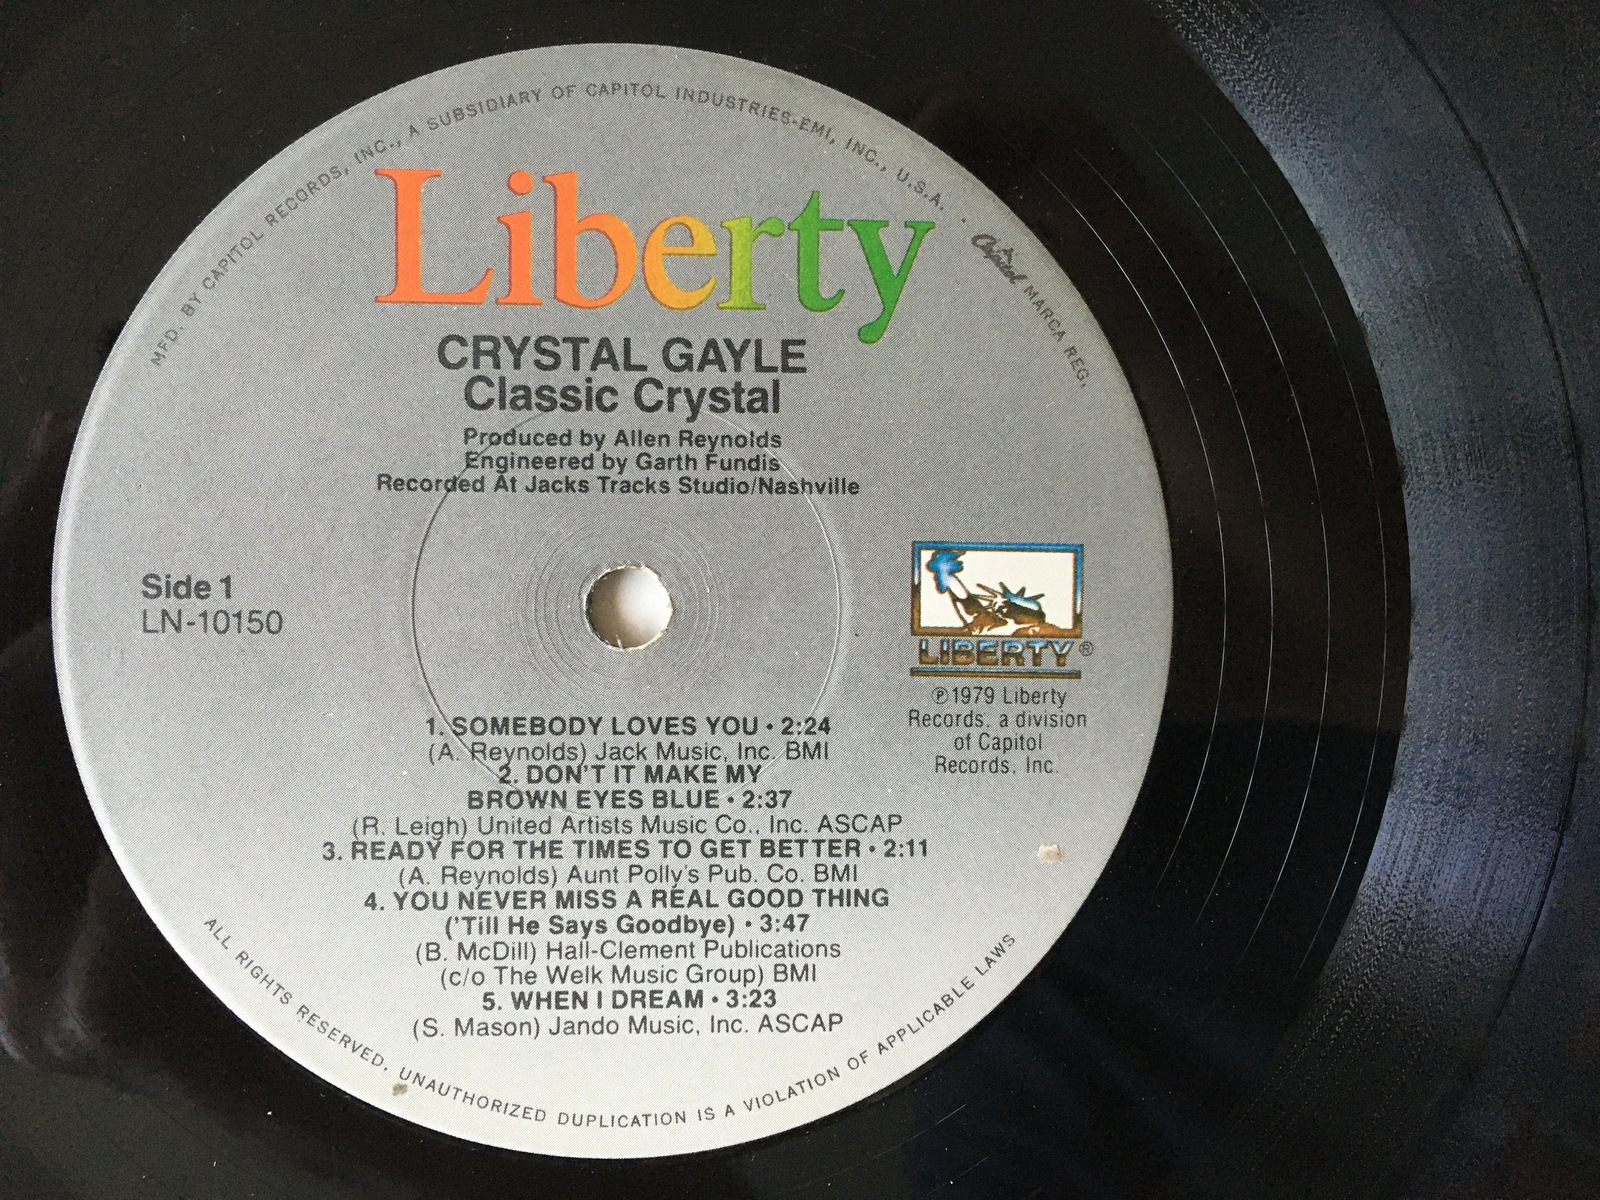 MFD. BY CAPITOL RECORDS, INC., A SUBSIDIARY OF CAPITOL INDUSTRIES-EMI, INC., U.S.A. · Capitol MARCA REG.
Liberty
CRYSTAL GAYLE
Classic Crystal
Produced by Allen Reynolds
Engineered by Garth Fundis
Recorded At Jacks Tracks Studio/Nashville
Side 1
LN-10150
LIBERTY®
℗1979 Liberty
Records, a division
of Capitol
Records, Inc.
1. SOMEBODY LOVES YOU • 2:24
(A. Reynolds) Jack Music, Inc. BMI
2. DON'T IT MAKE MY
BROWN EYES BLUE • 2:37
(R. Leigh) United Artists Music Co., Inc. ASCAP
3. READY FOR THE TIMES TO GET BETTER • 2:11
(A. Reynolds) Aunt Polly's Pub. Co. BMI
4. YOU NEVER MISS A REAL GOOD THING
('Till He Says Goodbye) • 3:47
(B. McDill) Hall-Clement Publications
(c/o The Welk Music Group) BMI
5. WHEN I DREAM • 3:23
(S. Mason) Jando Music, Inc. ASCAP
ALL RIGHTS RESERVED. UNAUTHORIZED DUPLICATION IS A VIOLATION OF APPLICABLE LAWS